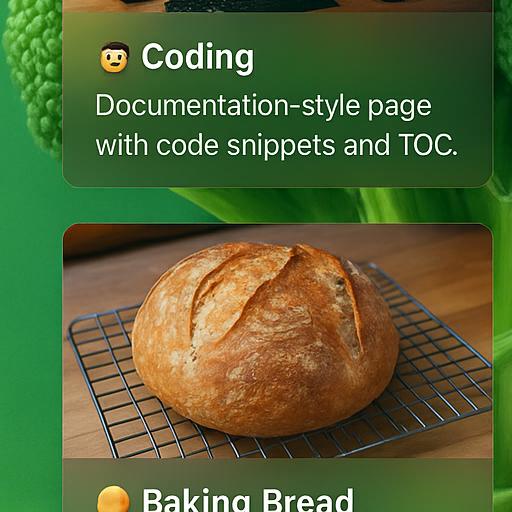 Coding
Documentation-style page
with code snippets and TOC.
Baking Bread